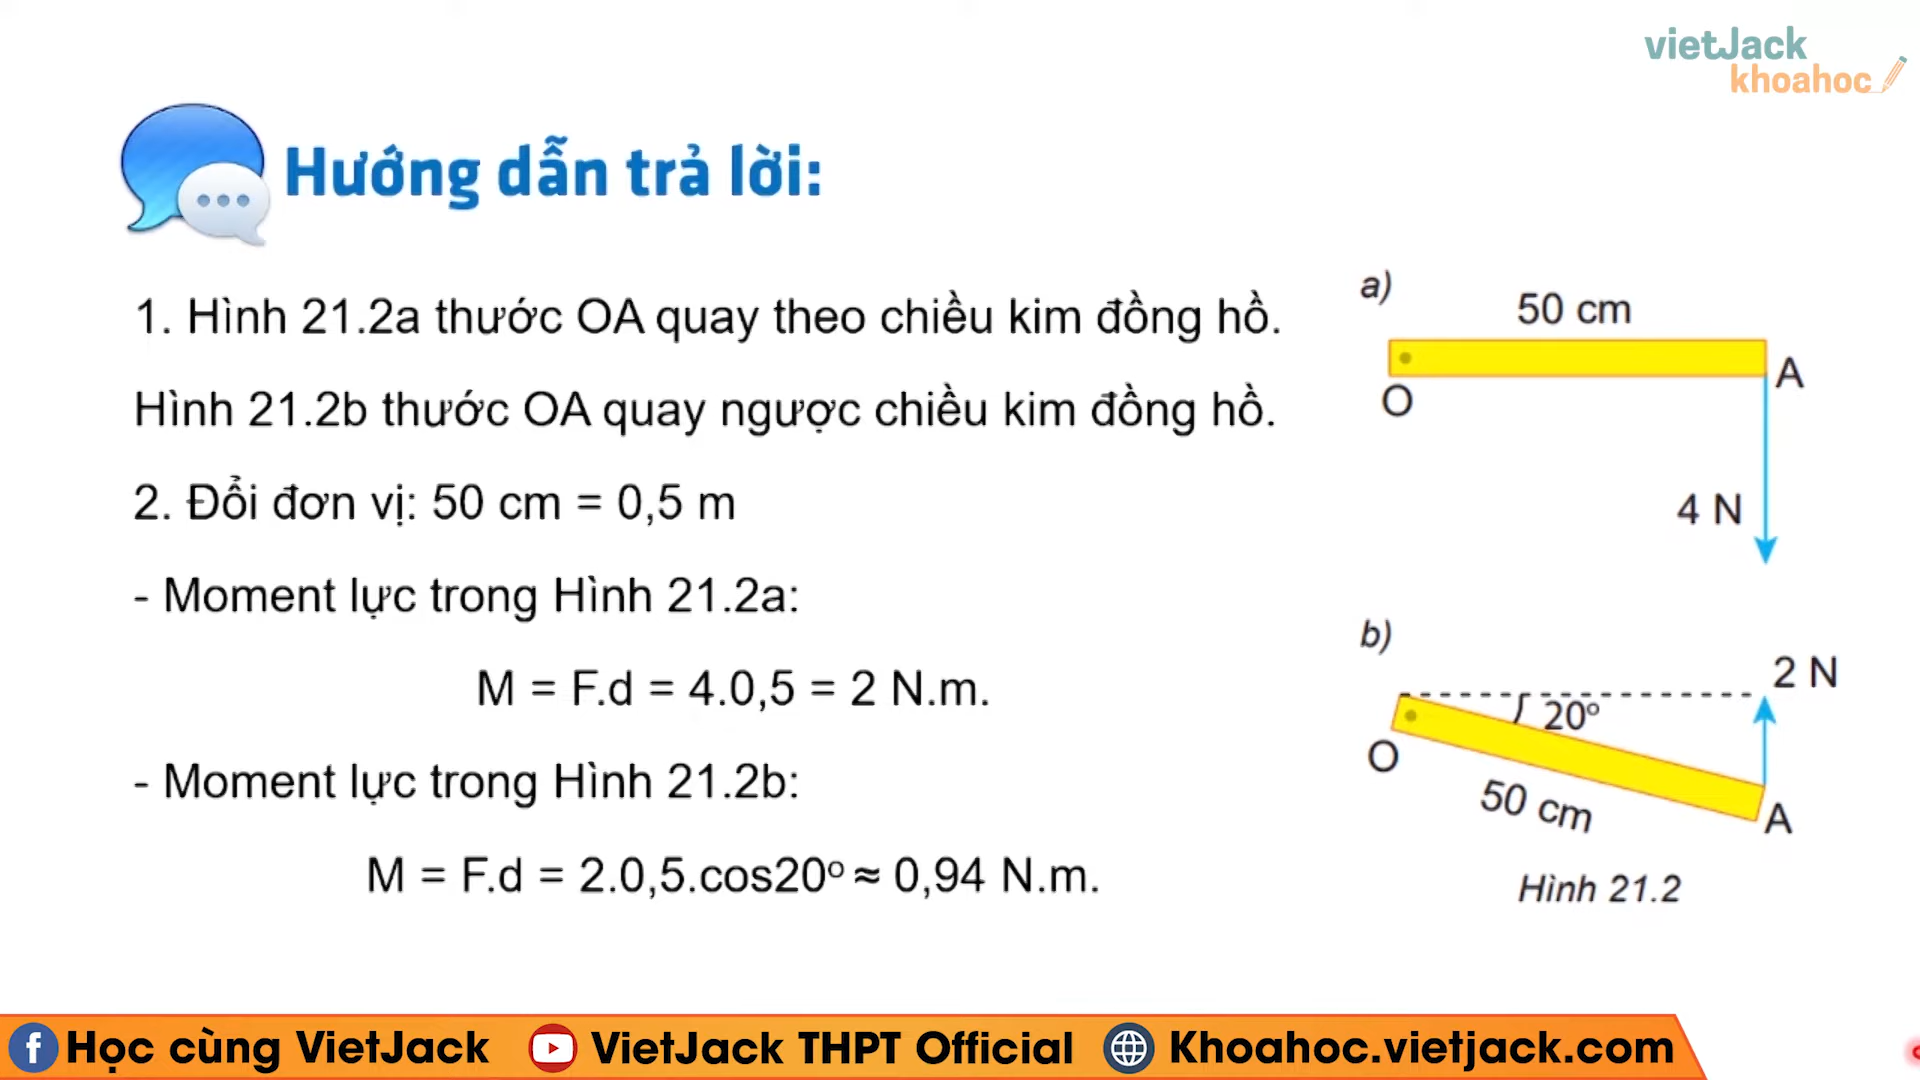 vietJack
khoahoc
Hướng dẫn trả lời:
1. Hình 21.2a thước OA quay theo chiều kim đồng hồ.
Hình 21.2b thước OA quay ngược chiều kim đồng hồ.
2. Đổi đơn vị: 50 cm = 0,5 m
- Moment lực trong Hình 21.2a:
M = F.d = 4.0,5 = 2 N.m.
- Moment lực trong Hình 21.2b:
M = F.d = 2.0,5.cos20º ≈ 0,94 N.m.
a)
50 cm
O
A
4 N
b)
2 N
20º
O
50 cm
A
Hình 21.2
Học cùng VietJack
VietJack THPT Official
Khoahoc.vietjack.com